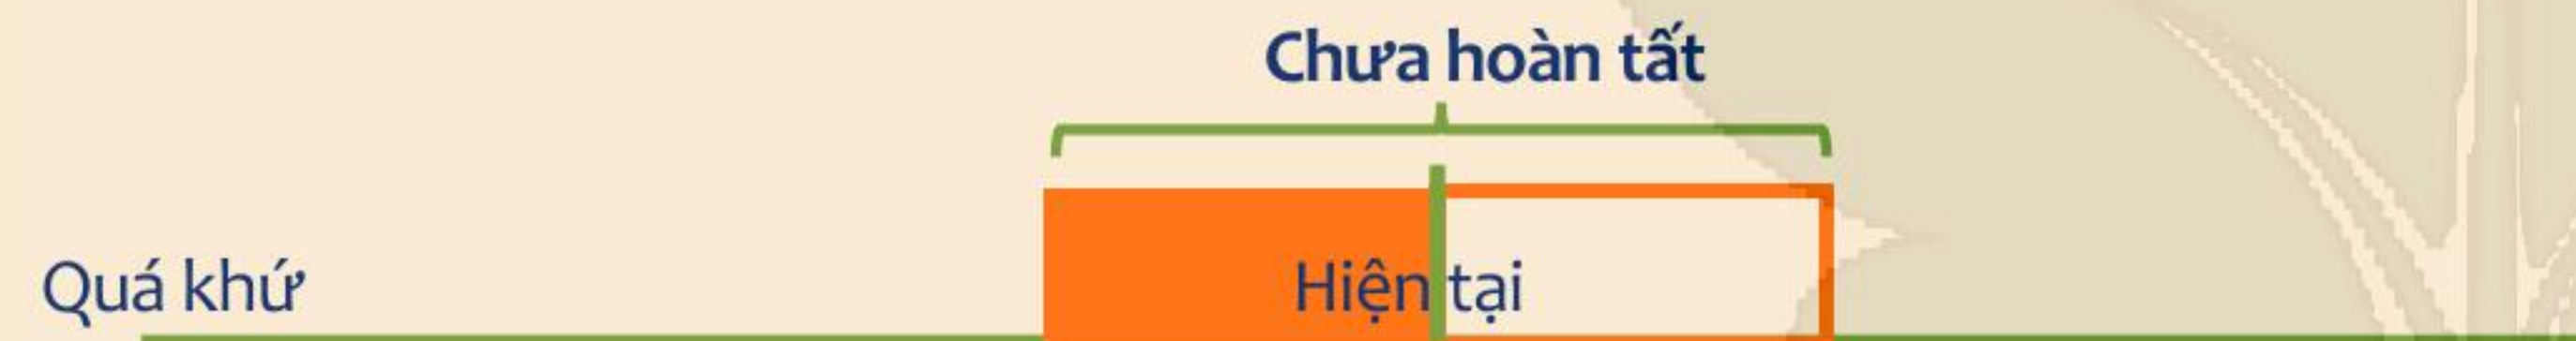 Chưa hoàn tất
Quá khứ
Hiện tại